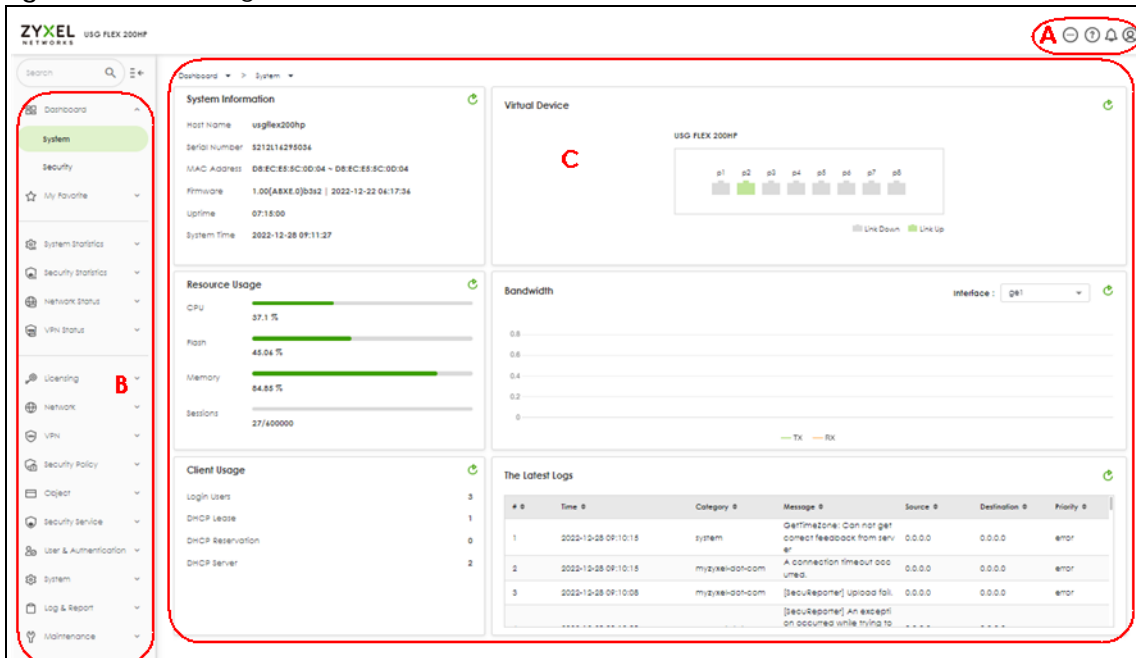 ZYXEL
NETWORKS
USG FLEX 200HP
A
Search
Dashboard
System
Security
My Favorite
System Statistics
Security Statistics
Network Status
VPN Status
Licensing
B
Network
VPN
Security Policy
Object
Security Service
User & Authentication
System
Log & Report
Maintenance
Dashboard > System
System Information
Host Name usgflex200hp
Serial Number S212L16295036
MAC Address D8:EC:E5:5C:0D:04 ~ D8:EC:E5:5C:0D:04
Firmware 1.00(ABXE.0)b362 | 2022-12-22 06:17:36
Uptime 07:15:00
System Time 2022-12-28 09:11:27
Virtual Device
C
USG FLEX 200HP
p1 p2 p3 p4 p5 p6 p7 p8
Link Down Link Up
Resource Usage
CPU
37.1 %
Flash
45.06 %
Memory
84.85 %
Sessions
27/600000
Bandwidth
Interface : ge1
0.8
0.6
0.4
0.2
0
TX RX
Client Usage
Login Users 3
DHCP Lease 1
DHCP Reservation 0
DHCP Server 2
The Latest Logs
# Time Category Message Source Destination Priority
1 2022-12-28 09:10:15 system GetTimeZone: Can not get correct feedback from serv er 0.0.0.0 0.0.0.0 error
2 2022-12-28 09:10:15 myzyxel-dot-com A connection timeout occ urred. 0.0.0.0 0.0.0.0 error
3 2022-12-28 09:10:08 myzyxel-dot-com [SecuReporter] Upload fail. 0.0.0.0 0.0.0.0 error
[SecuReporter] An excepti on occurred while trying to